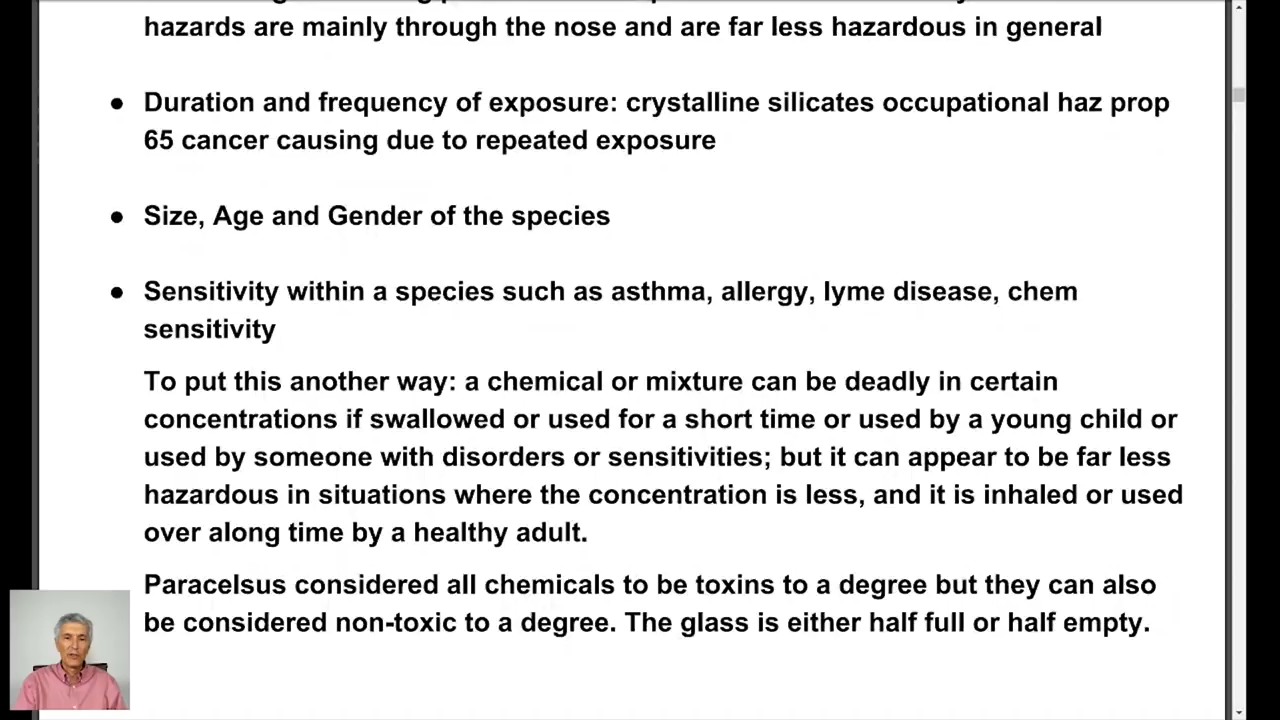 hazards are mainly through the nose and are far less hazardous in general
● Duration and frequency of exposure: crystalline silicates occupational haz prop
65 cancer causing due to repeated exposure
● Size, Age and Gender of the species
● Sensitivity within a species such as asthma, allergy, lyme disease, chem
sensitivity
To put this another way: a chemical or mixture can be deadly in certain
concentrations if swallowed or used for a short time or used by a young child or
used by someone with disorders or sensitivities; but it can appear to be far less
hazardous in situations where the concentration is less, and it is inhaled or used
over along time by a healthy adult.
Paracelsus considered all chemicals to be toxins to a degree but they can also
be considered non-toxic to a degree. The glass is either half full or half empty.